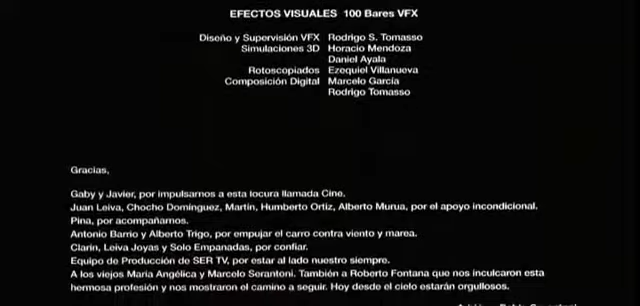 EFECTOS VISUALES 100 Bares VFX
Diseño y Supervisión VFX Rodrigo S. Tomasso
Simulaciones 3D Horacio Mendoza
Daniel Ayala
Rotoscopiados Ezequiel Villanueva
Composición Digital Marcelo García
Rodrigo Tomasso
Gracias,
Gaby y Javier, por impulsarnos a esta locura llamada Cine.
Juan Leiva, Chocho Dominguez, Martín, Humberto Ortiz, Alberto Murua, por el apoyo incondicional.
Pina, por acompañarnos.
Antonio Barrio y Alberto Trigo, por empujar el carro contra viento y marea.
Clarín, Leiva Joyas y Solo Empanadas, por confiar.
Equipo de Producción de SER TV, por estar al lado nuestro siempre.
A los viejos María Angélica y Marcelo Serantoni. También a Roberto Fontana que nos inculcaron esta
hermosa profesión y nos mostraron el camino a seguir. Hoy desde el cielo estarán orgullosos.